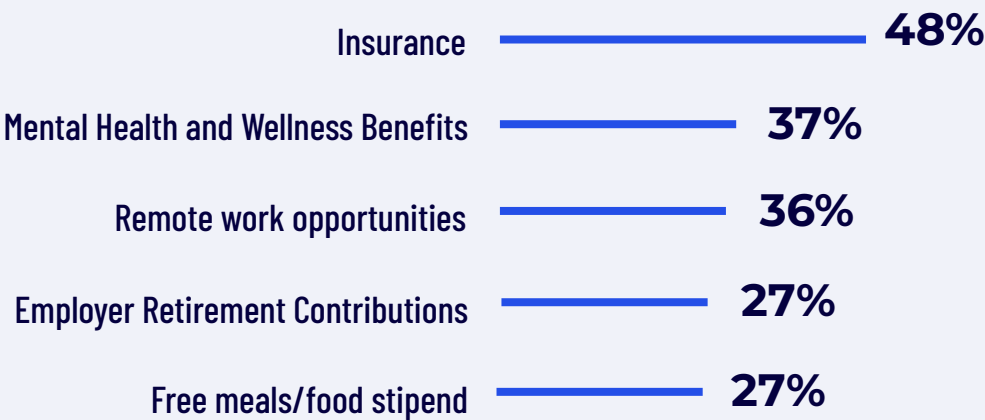 Insurance 48%
Mental Health and Wellness Benefits 37%
Remote work opportunities 36%
Employer Retirement Contributions 27%
Free meals/food stipend 27%